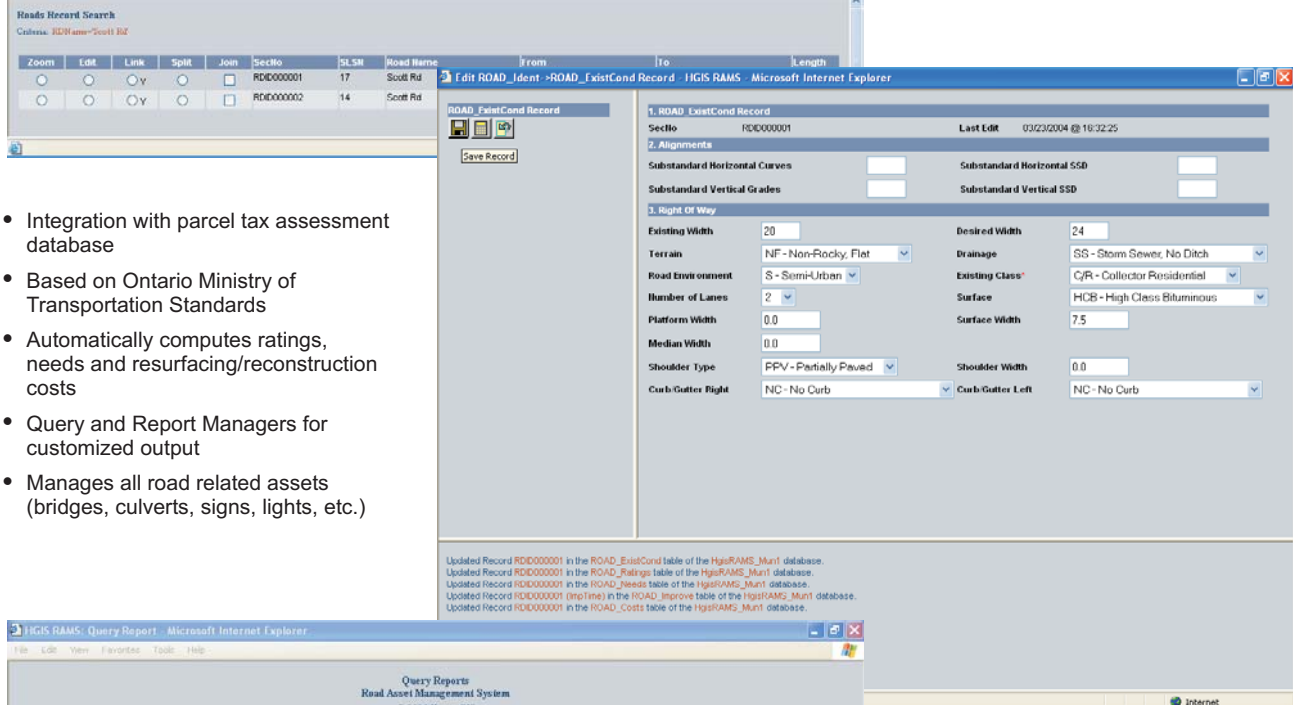 Roads Record Search
Criteria: RDName='Scott Rd'
Zoom Edit Link Split Join SecNo SLSN Road Name From To Length
Y RDID000001 17 Scott Rd
Y RDID000002 14 Scott Rd
Edit ROAD_Ident->ROAD_ExistCond Record - HGIS RAMS - Microsoft Internet Explorer
ROAD_ExistCond Record
Save Record
1. ROAD_ExistCond Record
SecNo RDID000001 Last Edit 03/23/2004 @ 16:32:25
2. Alignments
Substandard Horizontal Curves Substandard Horizontal SSD
Substandard Vertical Grades Substandard Vertical SSD
3. Right Of Way
Existing Width 20 Desired Width 24
Terrain NF - Non-Rocky, Flat Drainage SS - Storm Sewer, No Ditch
Road Environment S - Semi-Urban Existing Class* C/R - Collector Residential
Number of Lanes 2 Surface HCB - High Class Bituminous
Platform Width 0.0 Surface Width 7.5
Median Width 0.0
Shoulder Type PPV - Partially Paved Shoulder Width 0.0
Curb/Gutter Right NC - No Curb Curb/Gutter Left NC - No Curb
• Integration with parcel tax assessment
database
• Based on Ontario Ministry of
Transportation Standards
• Automatically computes ratings,
needs and resurfacing/reconstruction
costs
• Query and Report Managers for
customized output
• Manages all road related assets
(bridges, culverts, signs, lights, etc.)
Updated Record RDID000001 in the ROAD_ExistCond table of the HgisRAMS_Mun1 database.
Updated Record RDID000001 in the ROAD_Ratings table of the HgisRAMS_Mun1 database.
Updated Record RDID000001 in the ROAD_Needs table of the HgisRAMS_Mun1 database.
Updated Record RDID000001 (ImpTime) in the ROAD_Improve table of the HgisRAMS_Mun1 database.
Updated Record RDID000001 in the ROAD_Costs table of the HgisRAMS_Mun1 database.
HGIS RAMS: Query Report - Microsoft Internet Explorer
File Edit View Favorites Tools Help
Query Reports
Road Asset Management System
Internet